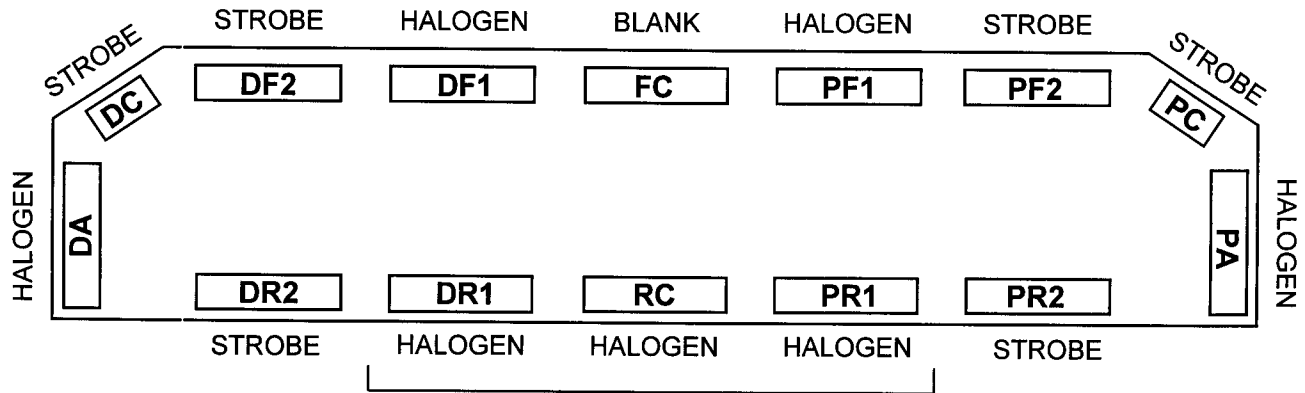 STROBE HALOGEN BLANK HALOGEN STROBE
STROBE STROBE
DF2 DF1 FC PF1 PF2
DC PC
HALOGEN DA PA HALOGEN
DR2 DR1 RC PR1 PR2
STROBE HALOGEN HALOGEN HALOGEN STROBE